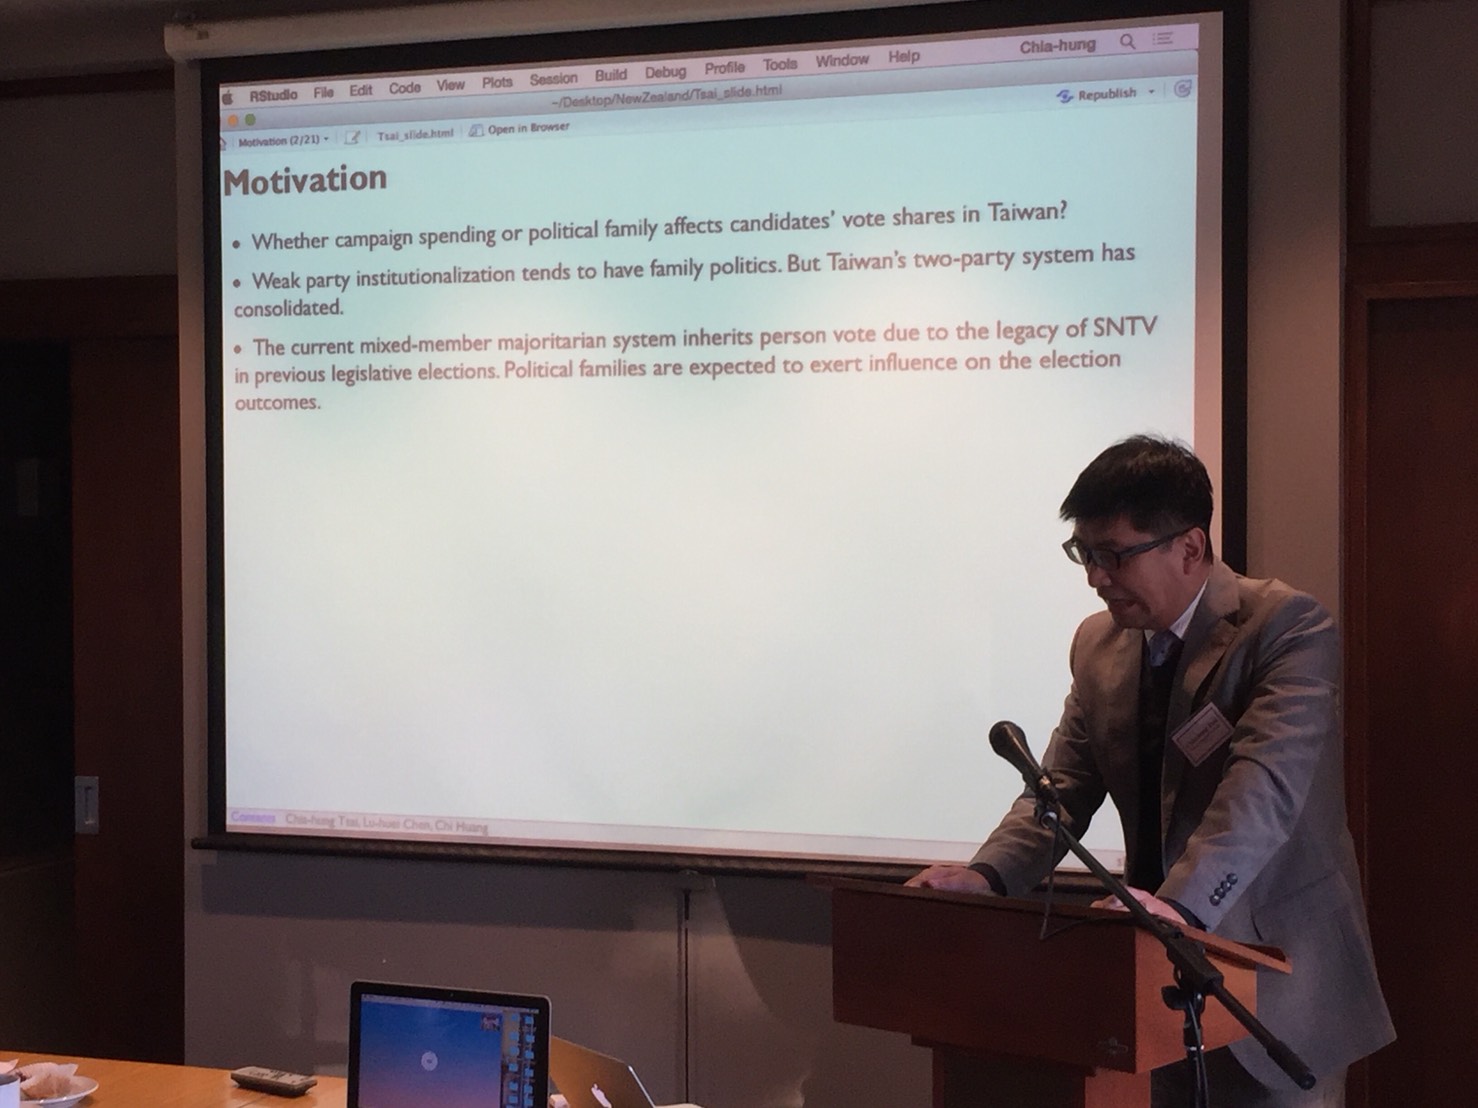 RStudio File Edit Code View Plots Session Build Debug Profile Tools Window Help Chia-hung
~/Desktop/NewZealand/Tsai_slide.html
Motivation (2/21) Tsai_slide.html Open in Browser Republish
Motivation
• Whether campaign spending or political family affects candidates' vote shares in Taiwan?
• Weak party institutionalization tends to have family politics. But Taiwan's two-party system has
consolidated.
• The current mixed-member majoritarian system inherits person vote due to the legacy of SNTV
in previous legislative elections. Political families are expected to exert influence on the election
outcomes.
Contents Chia-hung Tsai, Lu-huei Chen, Chi Huang